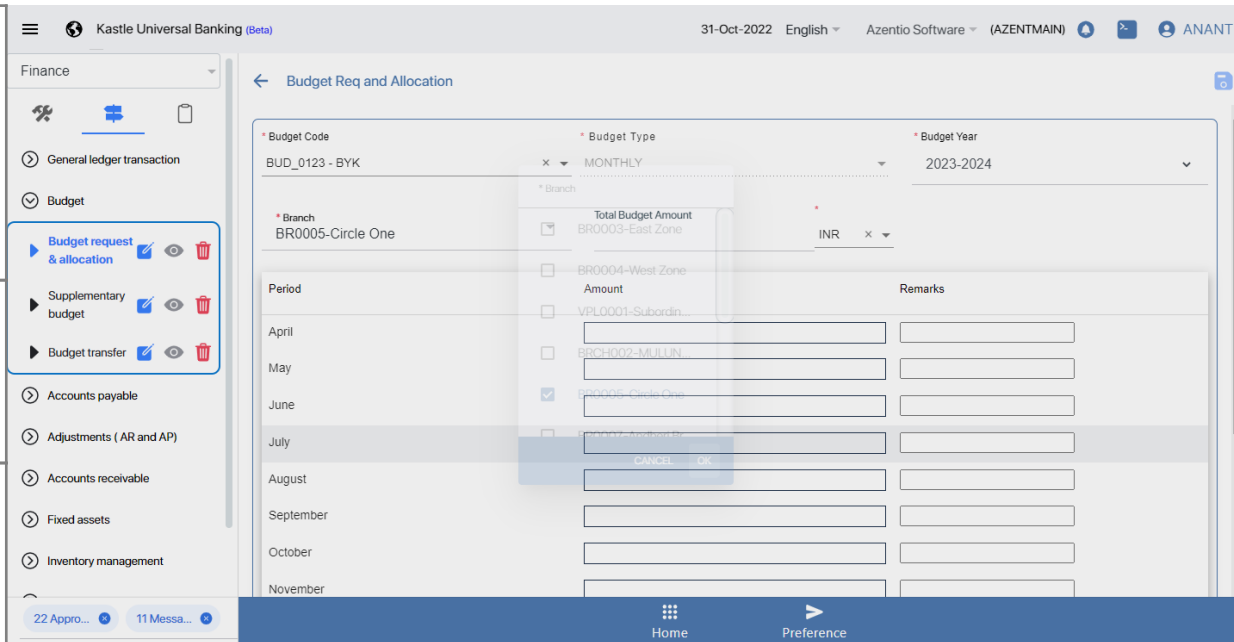 Kastle Universal Banking (Beta)
31-Oct-2022 English Azentio Software (AZENTMAIN) ANANT
Finance
General ledger transaction
Budget
Budget request
& allocation
Supplementary
budget
Budget transfer
Accounts payable
Adjustments ( AR and AP)
Accounts receivable
Fixed assets
Inventory management
22 Appro...
11 Messa...
Budget Req and Allocation
* Budget Code
* Budget Type
* Budget Year
BUD_0123 - BYK
MONTHLY
2023-2024
* Branch
BR0005-Circle One
Total Budget Amount
*
INR
* Branch
BR0003-East Zone
BR0004-West Zone
VPL0001-Subordin...
BRCH002-MULUN...
BR0005-Circle One
CANCEL OK
Period Amount Remarks
April
May
June
July
August
September
October
November
Home
Preference